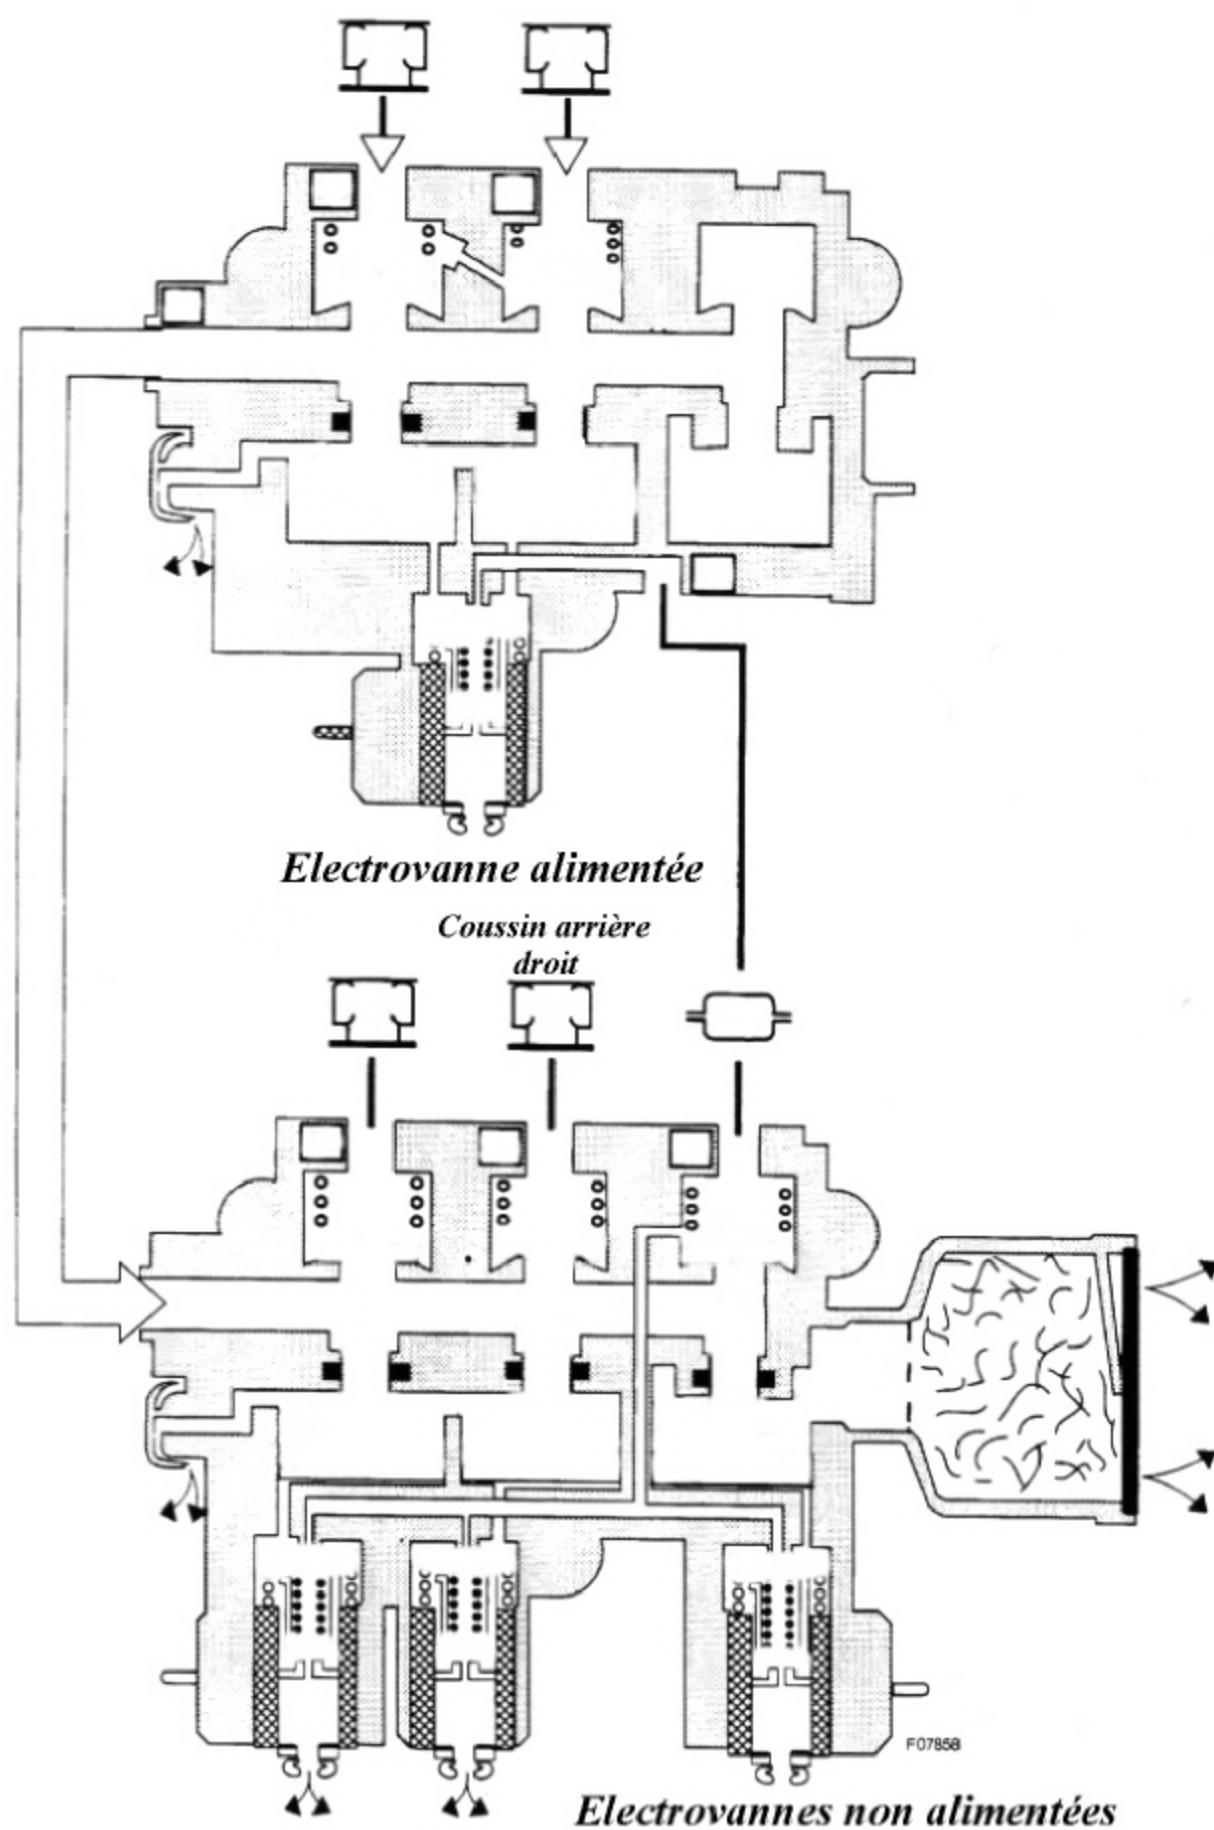 Electrovanne alimentée
Coussin arrière
droit
F07858
Electrovannes non alimentées